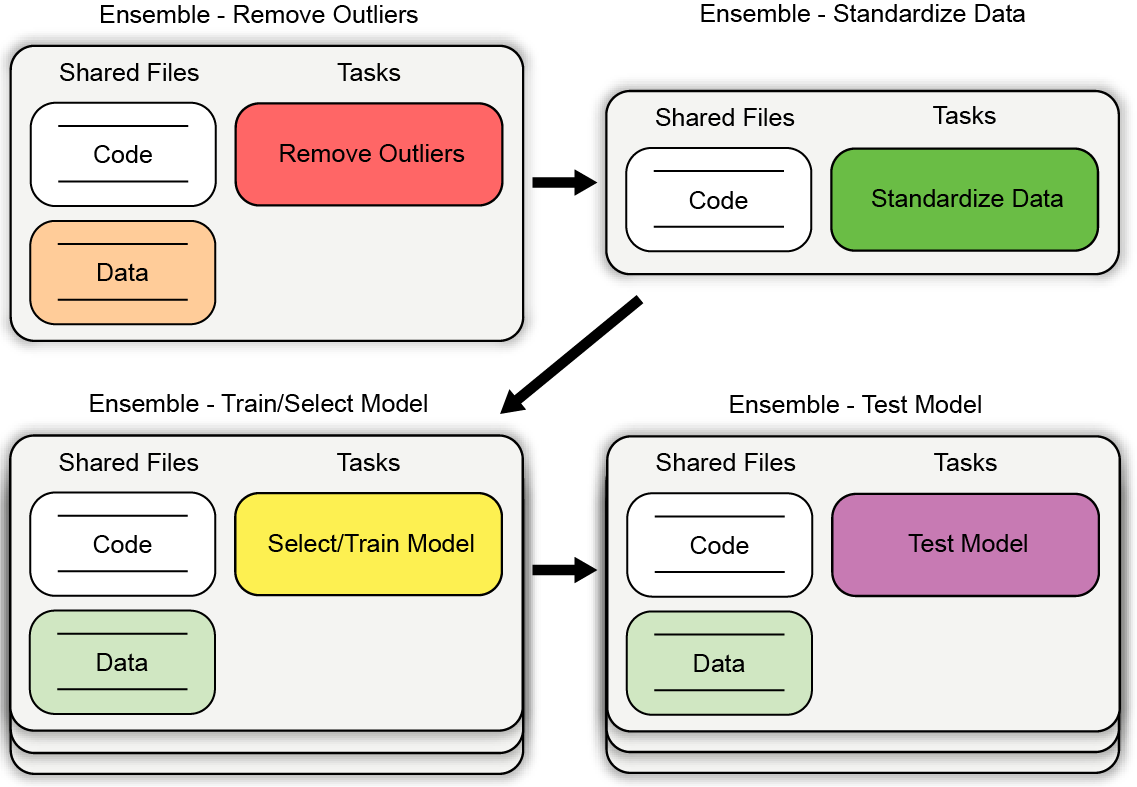 Ensemble - Remove Outliers
Shared Files
Tasks
Code
Remove Outliers
Data
Ensemble - Standardize Data
Shared Files
Tasks
Code
Standardize Data
Ensemble - Train/Select Model
Shared Files
Tasks
Code
Select/Train Model
Data
Ensemble - Test Model
Shared Files
Tasks
Code
Test Model
Data